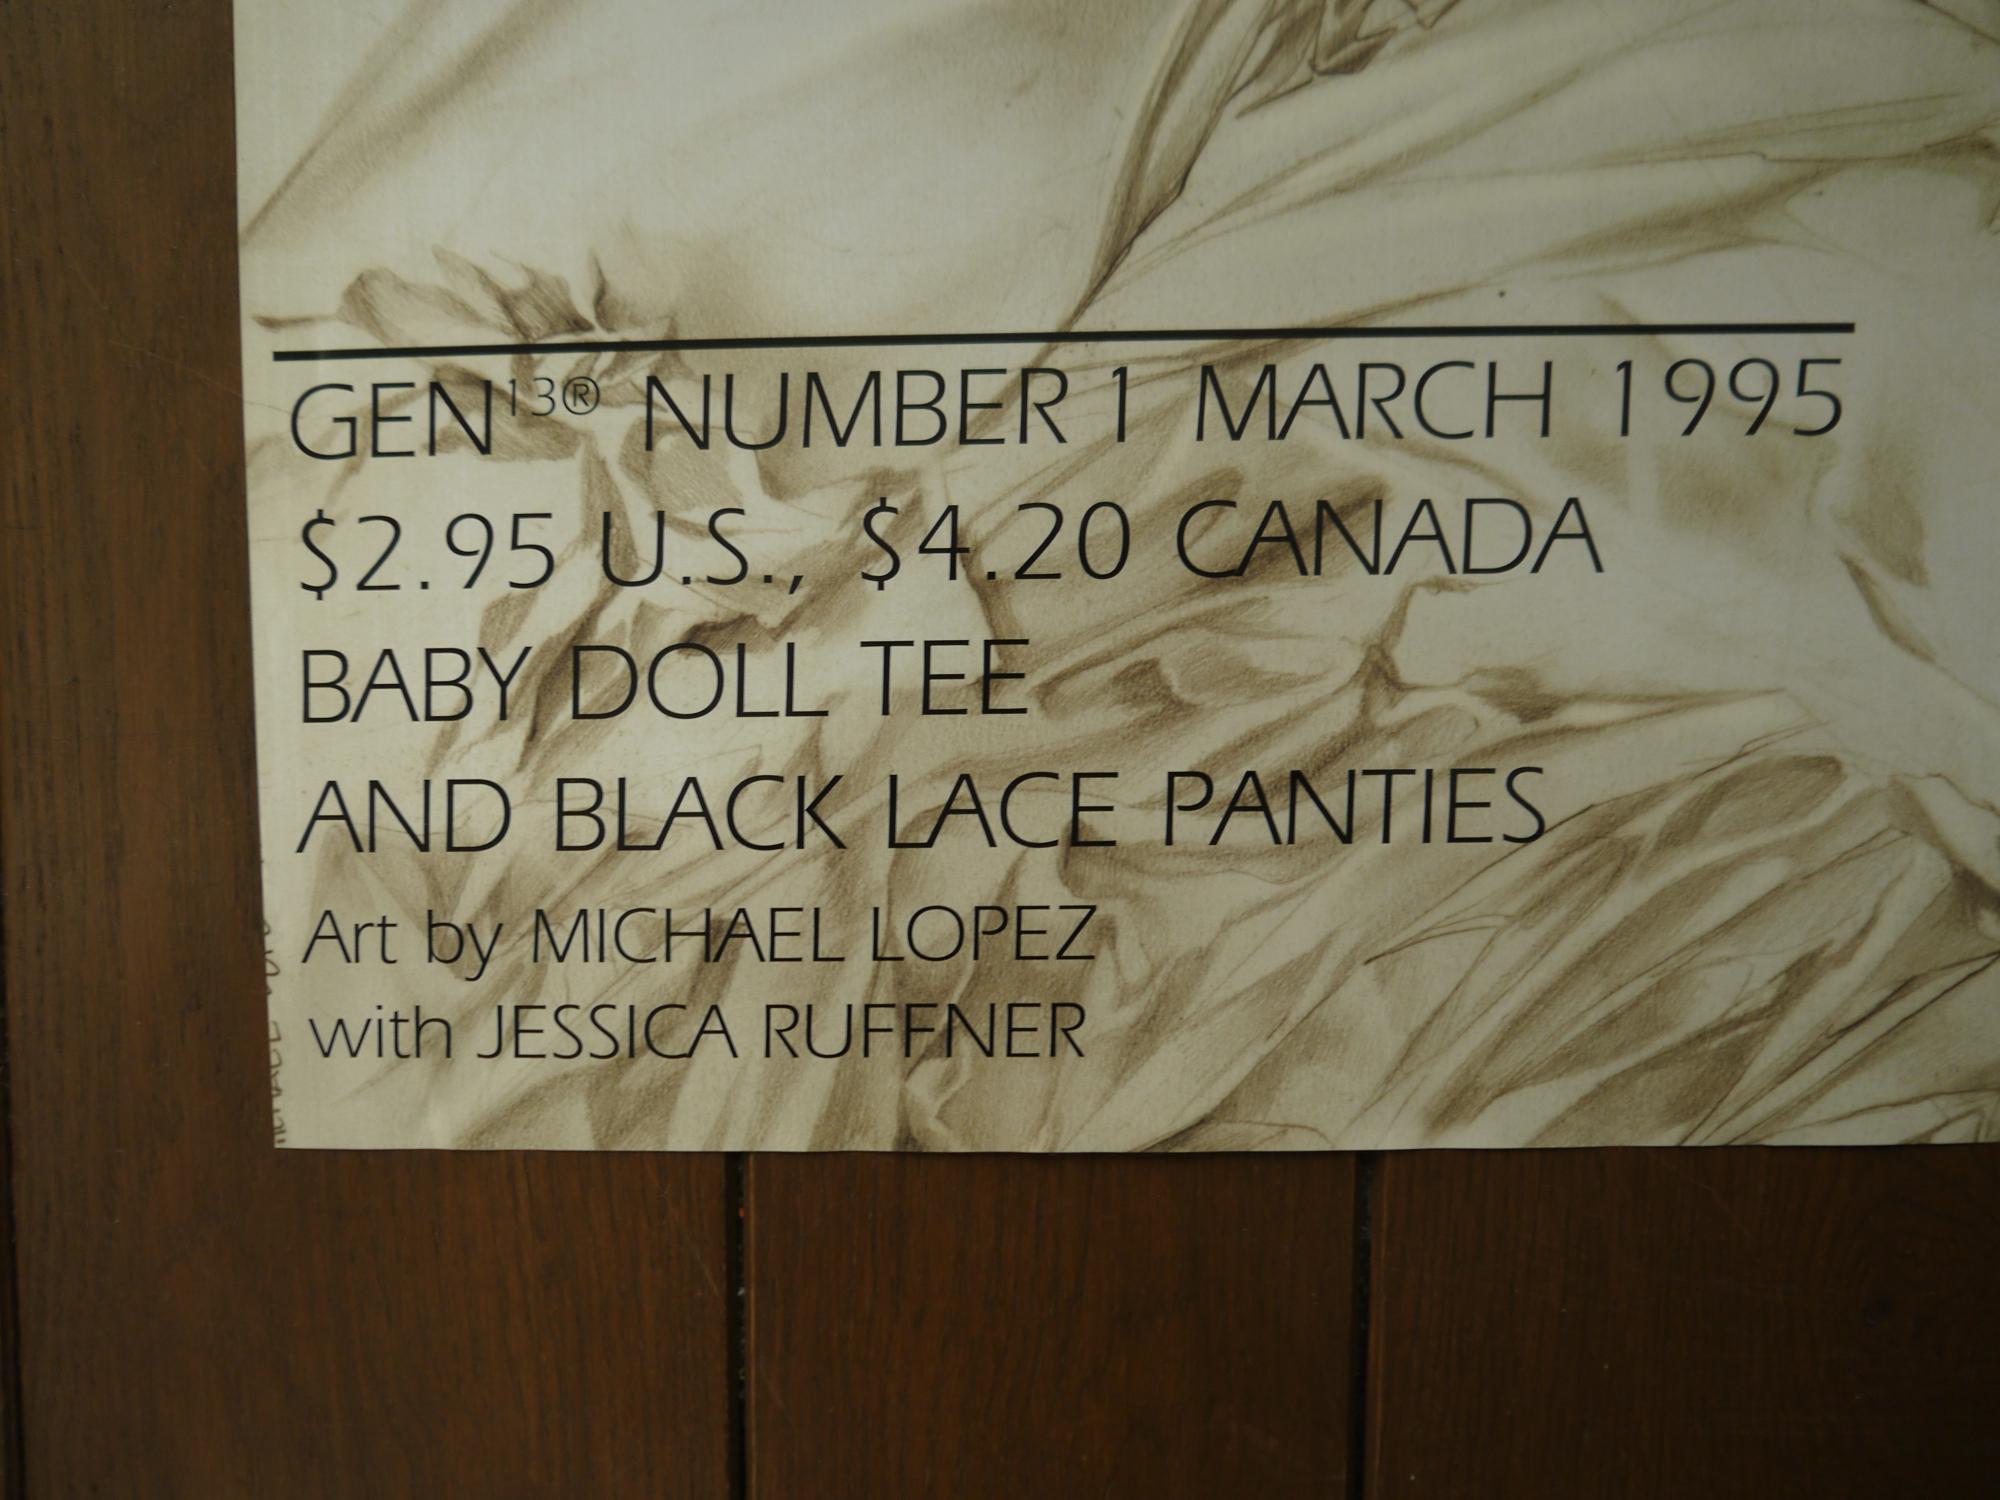 GEN13® NUMBER 1 MARCH 1995
$2.95 U.S., $4.20 CANADA
BABY DOLL TEE
AND BLACK LACE PANTIES
Art by MICHAEL LOPEZ
with JESSICA RUFFNER